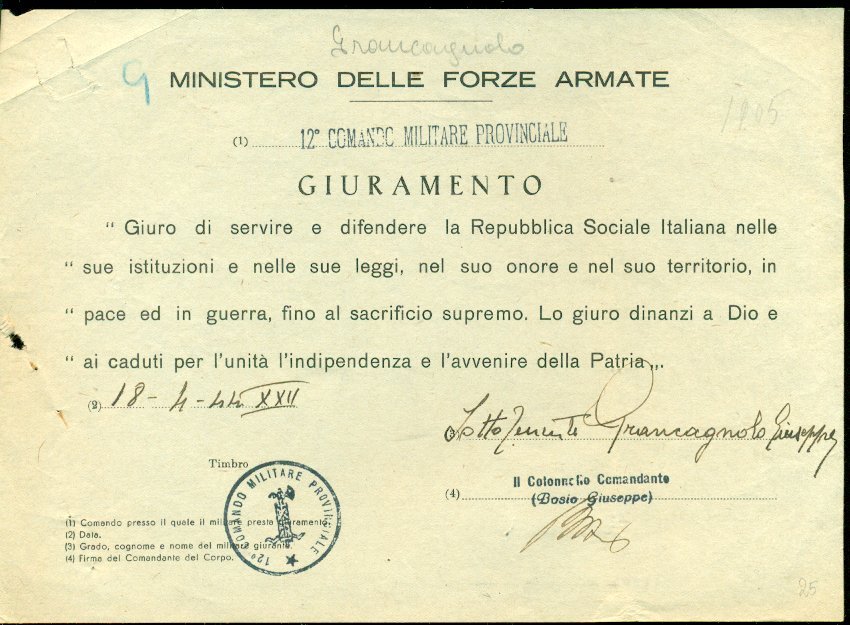 Grancagnolo
G
MINISTERO DELLE FORZE ARMATE
1905
(1) 12° COMANDO MILITARE PROVINCIALE
GIURAMENTO
“ Giuro di servire e difendere la Repubblica Sociale Italiana nelle
“ sue istituzioni e nelle sue leggi, nel suo onore e nel suo territorio, in
“ pace ed in guerra, fino al sacrificio supremo. Lo giuro dinanzi a Dio e
“ ai caduti per l'unità l'indipendenza e l'avvenire della Patria „.
(2) 18-4-44 XXII
(3) Sotto Tenente Grancagnolo Giuseppe
Timbro
Il Colonnello Comandante
(4) (Bosio Giuseppe)
12° COMANDO MILITARE PROVINCIALE
(1) Comando presso il quale il militare presta giuramento.
(2) Data.
(3) Grado, cognome e nome del militare giurante.
(4) Firma del Comandante del Corpo.
25